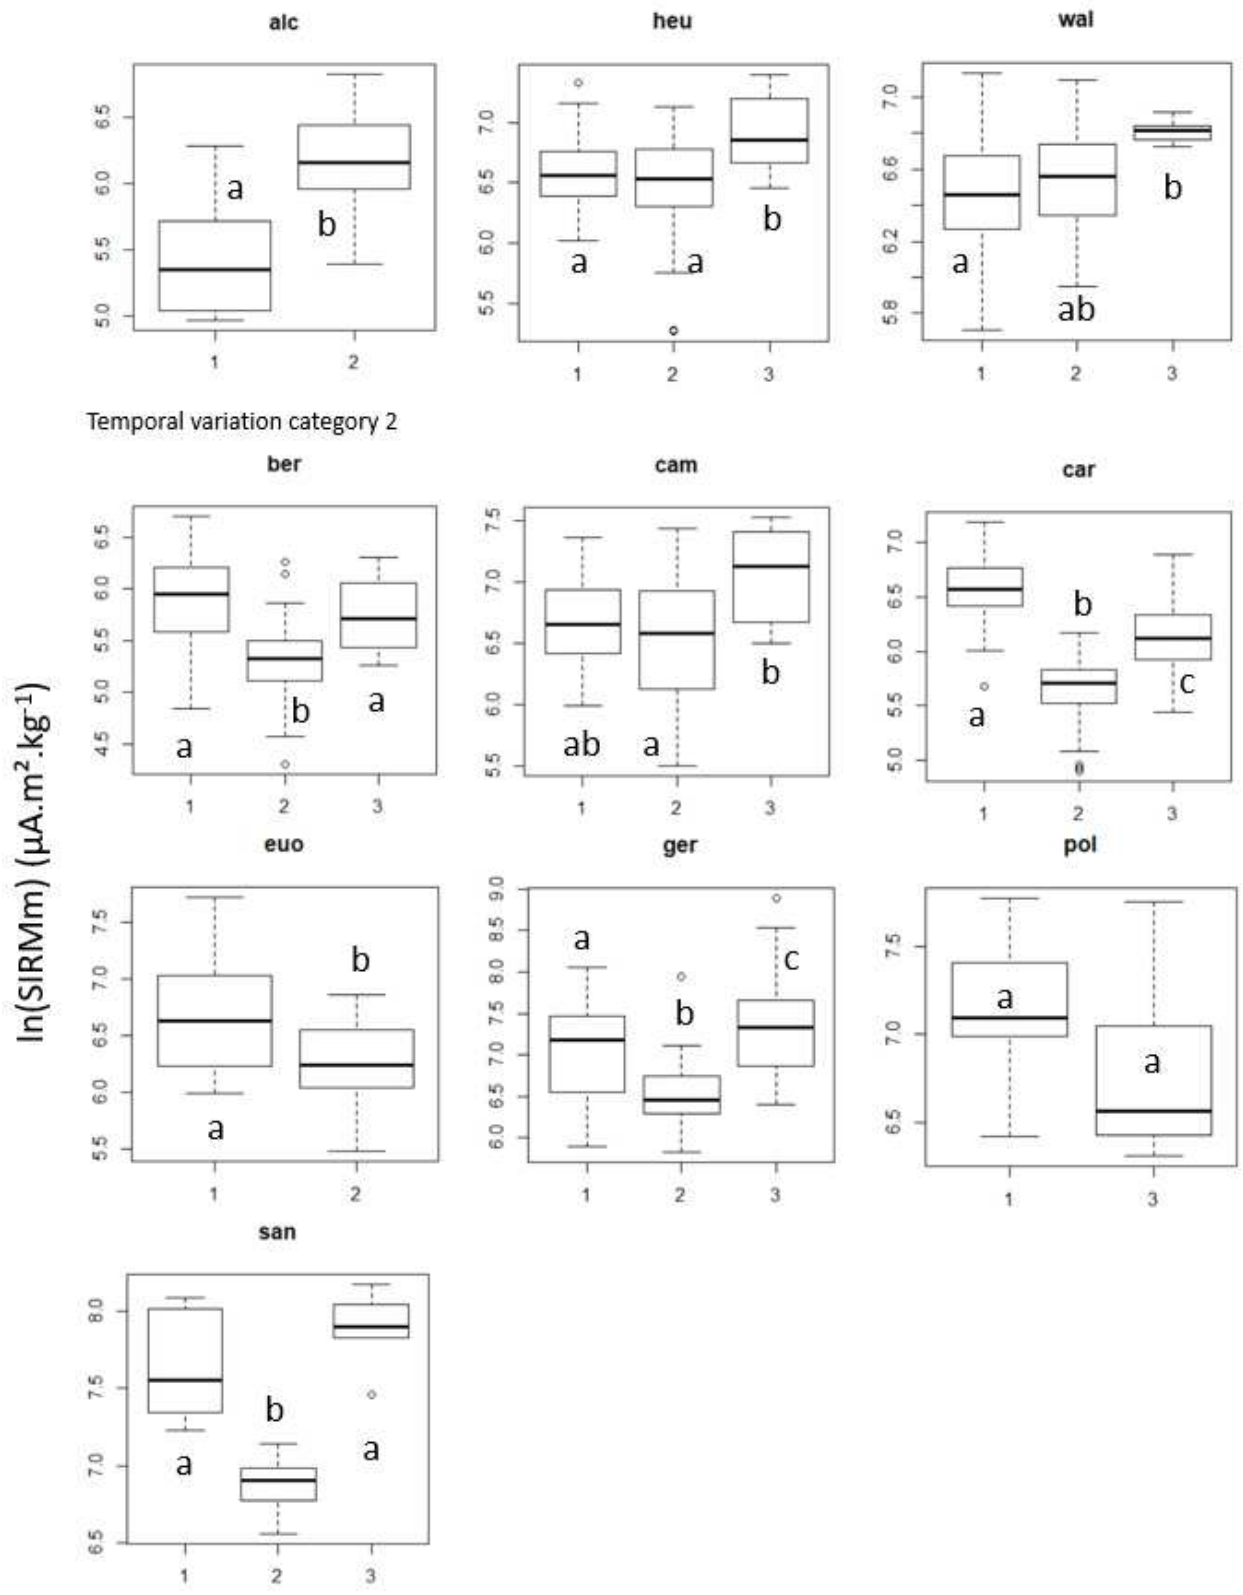 alc
heu
wal
6.5
6.0
5.5
5.0
a
b
1
2
7.0
6.5
6.0
5.5
a
a
b
1
2
3
7.0
6.6
6.2
5.8
a
ab
b
1
2
3
Temporal variation category 2
ln(SIRMm) (µA.m².kg⁻¹)
ber
cam
car
6.5
6.0
5.5
5.0
4.5
a
b
a
1
2
3
7.5
7.0
6.5
6.0
5.5
ab
a
b
1
2
3
7.0
6.5
6.0
5.5
5.0
a
b
c
1
2
3
euo
ger
pol
7.5
7.0
6.5
6.0
5.5
a
b
1
2
9.0
8.5
8.0
7.5
7.0
6.5
6.0
a
b
c
1
2
3
7.5
7.0
6.5
a
a
1
3
san
8.0
7.5
7.0
6.5
a
b
a
1
2
3